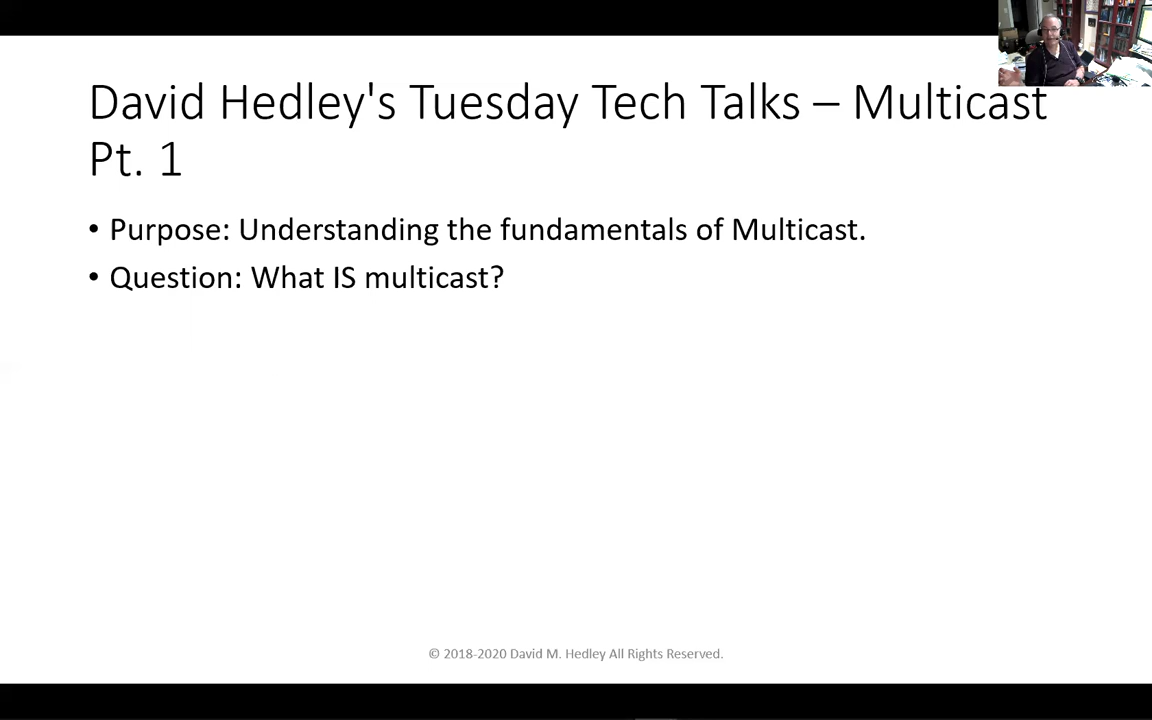 David Hedley's Tuesday Tech Talks – Multicast
Pt. 1
• Purpose: Understanding the fundamentals of Multicast.
• Question: What IS multicast?
© 2018-2020 David M. Hedley All Rights Reserved.